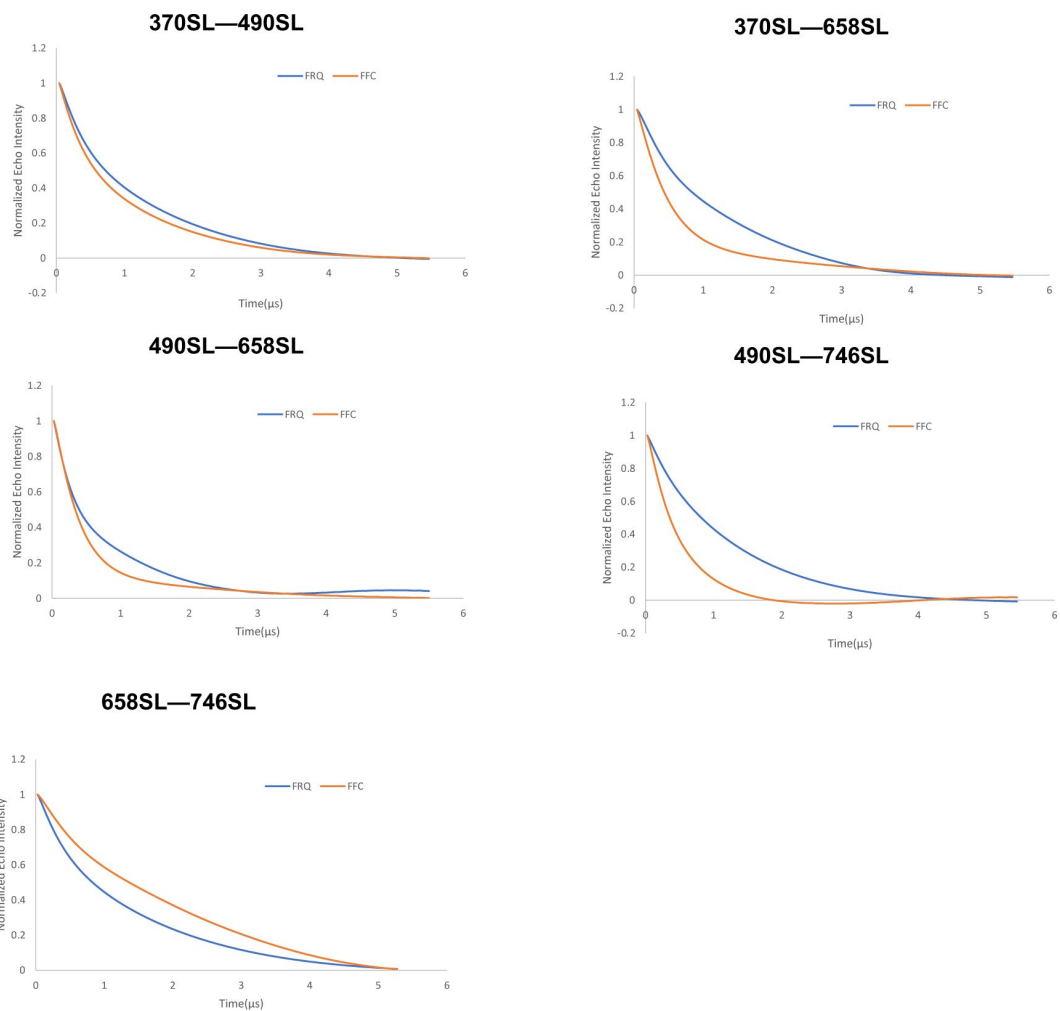 370SL—490SL
1.2
FRQ FFC
1
0.8
0.6
0.4
0.2
0
0 1 2 3 4 5 6
-0.2
Normalized Echo Intensity
Time(µs)
370SL—658SL
1.2
FRQ FFC
1
0.8
0.6
0.4
0.2
0
0 1 2 3 4 5 6
-0.2
Normalized Echo Intensity
Time(µs)
490SL—658SL
1.2
FRQ FFC
1
0.8
0.6
0.4
0.2
0
0 1 2 3 4 5 6
Normalized Echo Intensity
Time(µs)
490SL—746SL
1.2
FRQ FFC
1
0.8
0.6
0.4
0.2
0
0 1 2 3 4 5 6
-0.2
Normalized Echo Intensity
Time(µs)
658SL—746SL
1.2
FRQ FFC
1
0.8
0.6
0.4
0.2
0
0 1 2 3 4 5 6
Normalized Echo Intensity
Time(µs)